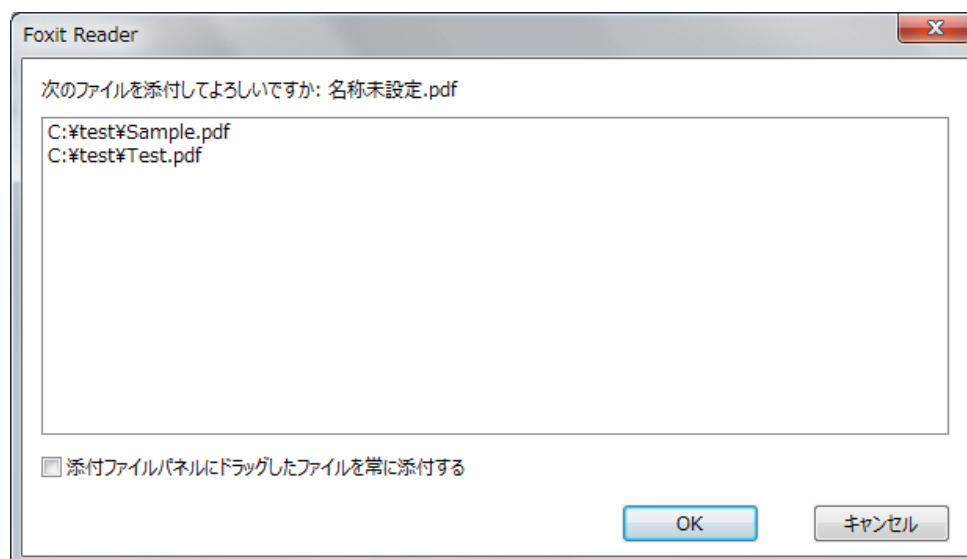 Foxit Reader
次のファイルを添付してよろしいですか: 名称未設定.pdf
C:¥test¥Sample.pdf
C:¥test¥Test.pdf
添付ファイルパネルにドラッグしたファイルを常に添付する
OK キャンセル